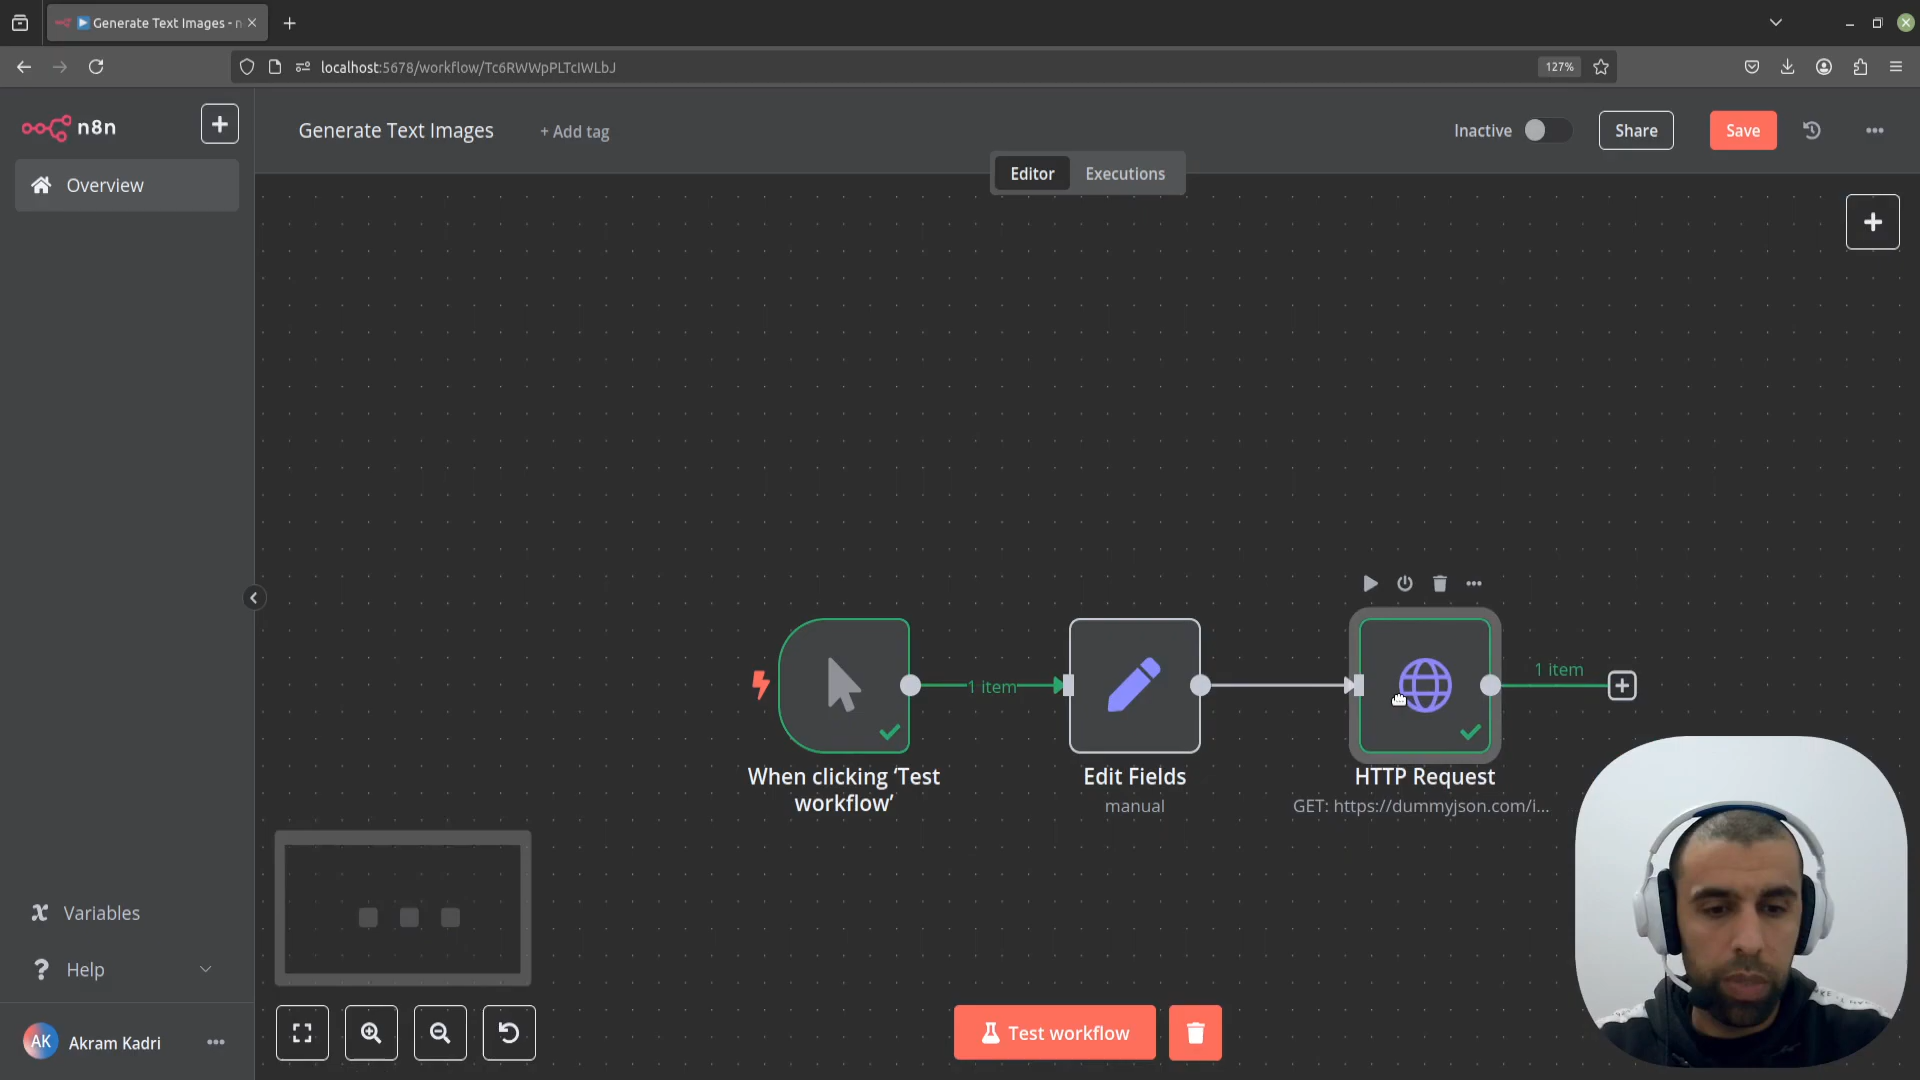 Generate Text Images - n
localhost:5678/workflow/Tc6RWWpPLTcIWLbJ
127%
n8n
Generate Text Images
+ Add tag
Inactive
Share
Save
Overview
Editor
Executions
1 item
1 item
When clicking ‘Test
workflow’
Edit Fields
manual
HTTP Request
GET: https://dummyjson.com/i...
Variables
Help
AK
Akram Kadri
Test workflow